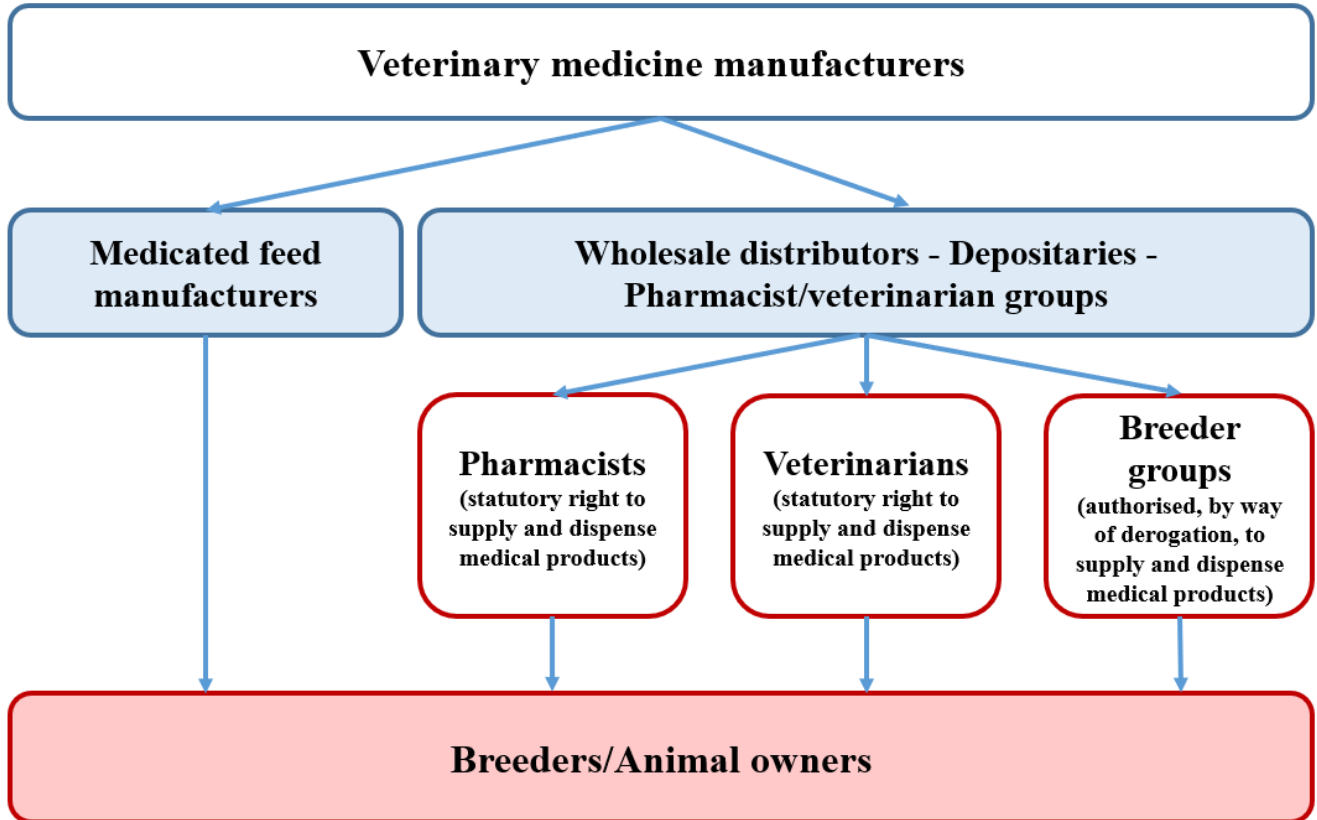 Veterinary medicine manufacturers
Medicated feed
manufacturers
Wholesale distributors - Depositaries -
Pharmacist/veterinarian groups
Pharmacists
(statutory right to
supply and dispense
medical products)
Veterinarians
(statutory right to
supply and dispense
medical products)
Breeder
groups
(authorised, by way
of derogation, to
supply and dispense
medical products)
Breeders/Animal owners